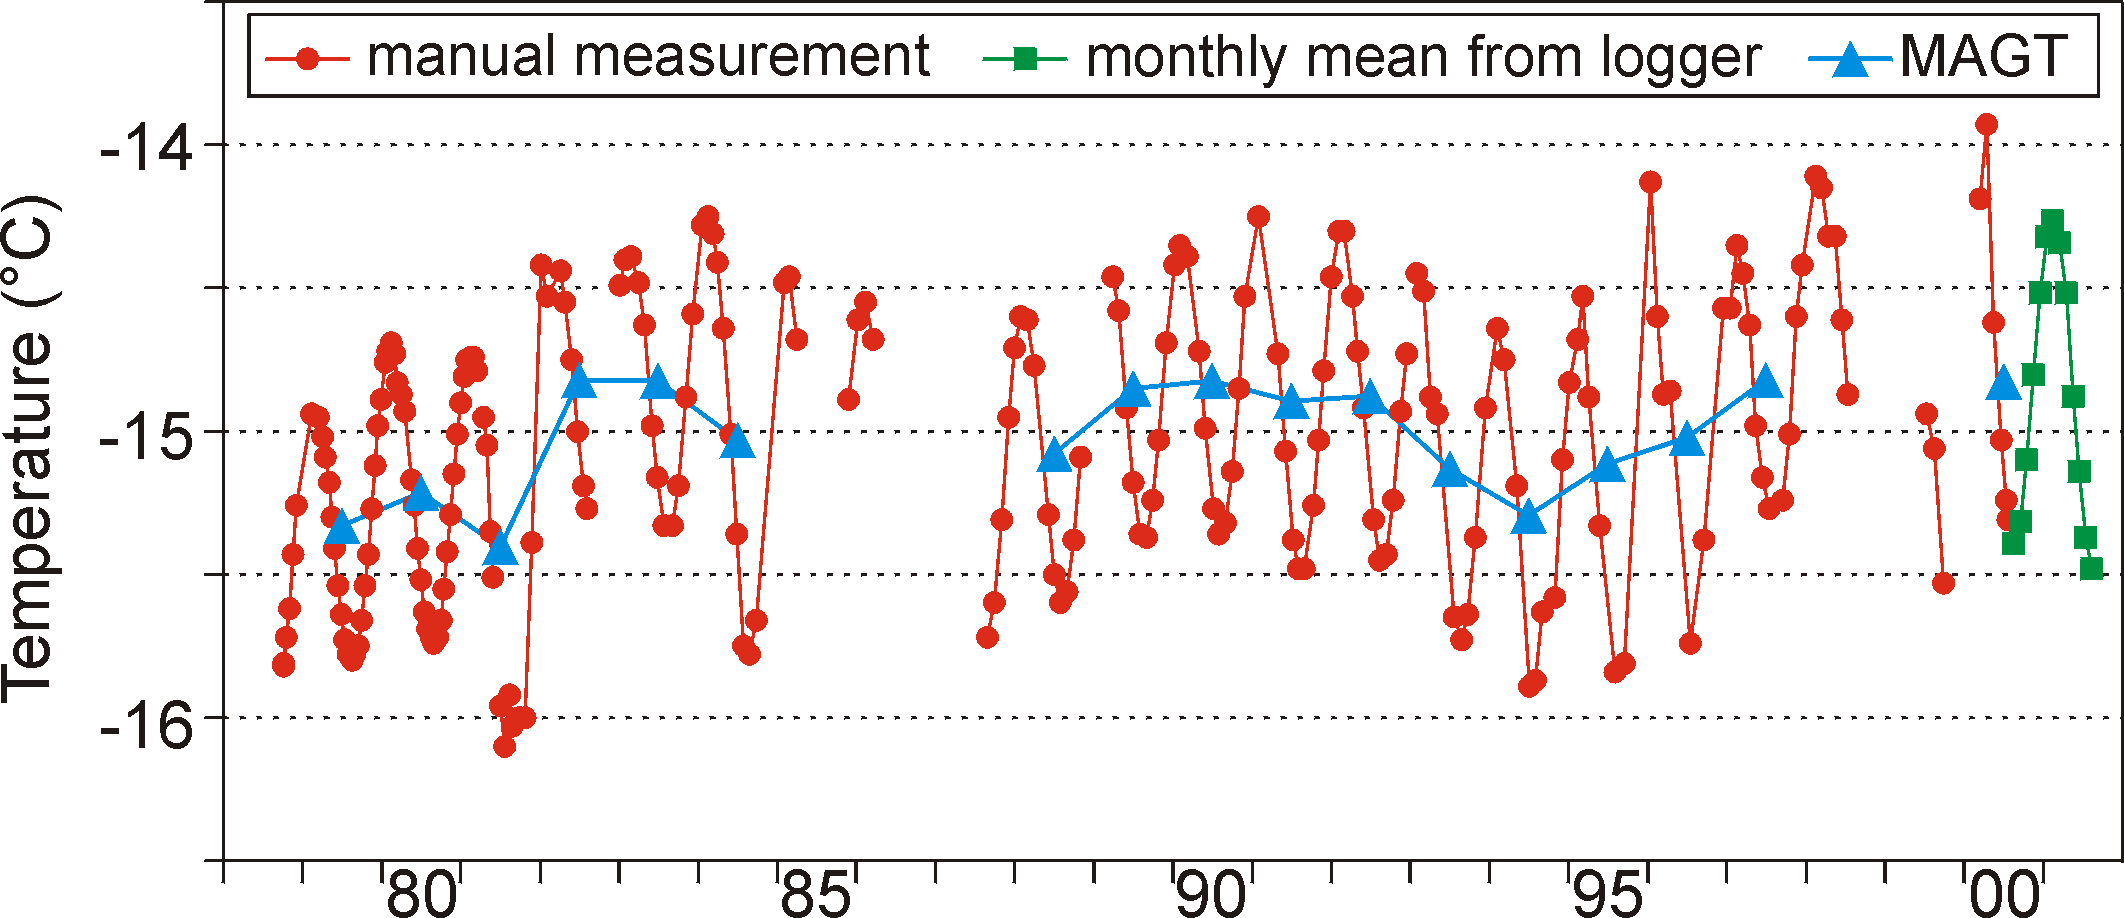 manual measurement monthly mean from logger MAGT
-14
-15
-16
Temperature (°C)
80 85 90 95 00